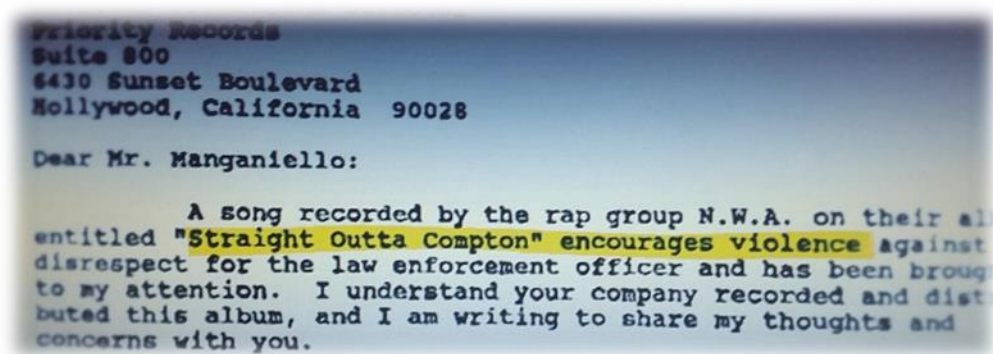 Priority Records
Suite 800
6430 Sunset Boulevard
Hollywood, California 90028
Dear Mr. Manganiello:
A song recorded by the rap group N.W.A. on their
entitled "Straight Outta Compton" encourages violence against
disrespect for the law enforcement officer and has been broug
to my attention. I understand your company recorded and dist
buted this album, and I am writing to share my thoughts and
concerns with you.